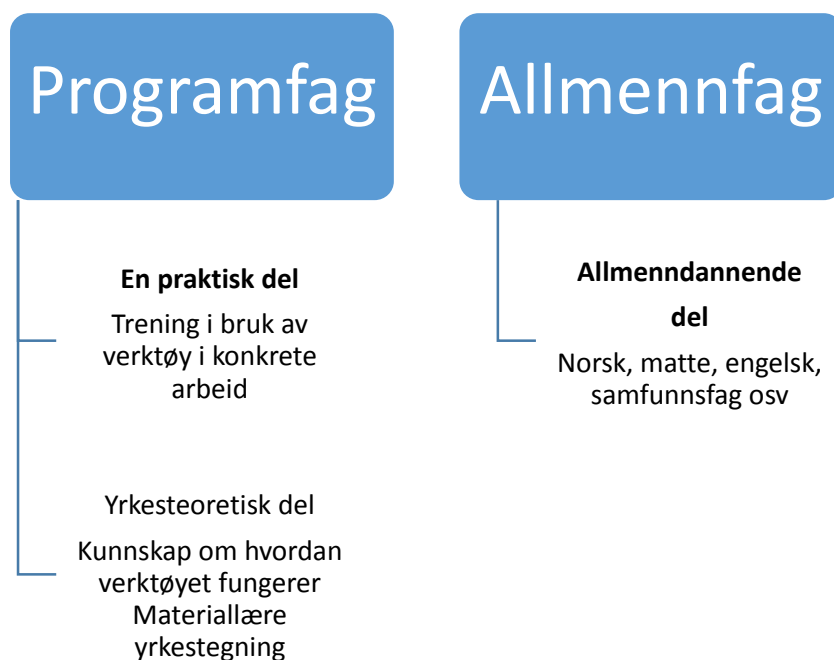 Programfag
En praktisk del
Trening i bruk av
verktøy i konkrete
arbeid
Yrkesteoretisk del
Kunnskap om hvordan
verktøyet fungerer
Materiallære
yrkestegning
Allmennfag
Allmenndannende
del
Norsk, matte, engelsk,
samfunnsfag osv